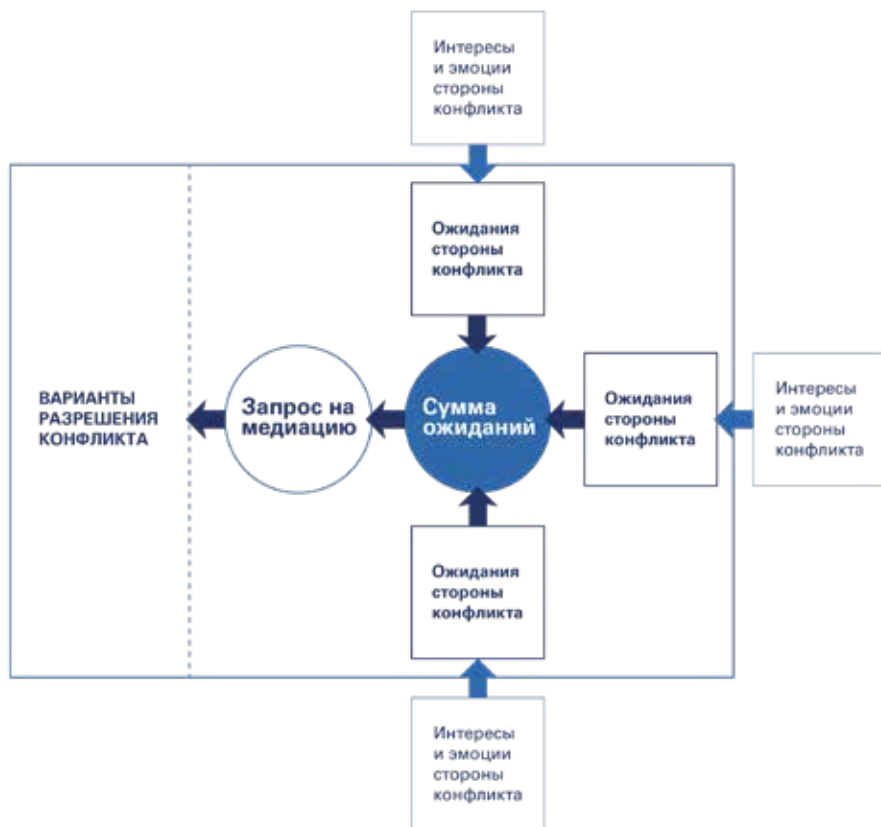 Интересы
и эмоции
стороны
конфликта
Ожидания
стороны
конфликта
ВАРИАНТЫ
РАЗРЕШЕНИЯ
КОНФЛИКТА
Запрос на
медиацию
Сумма
ожиданий
Ожидания
стороны
конфликта
Интересы
и эмоции
стороны
конфликта
Ожидания
стороны
конфликта
Интересы
и эмоции
стороны
конфликта